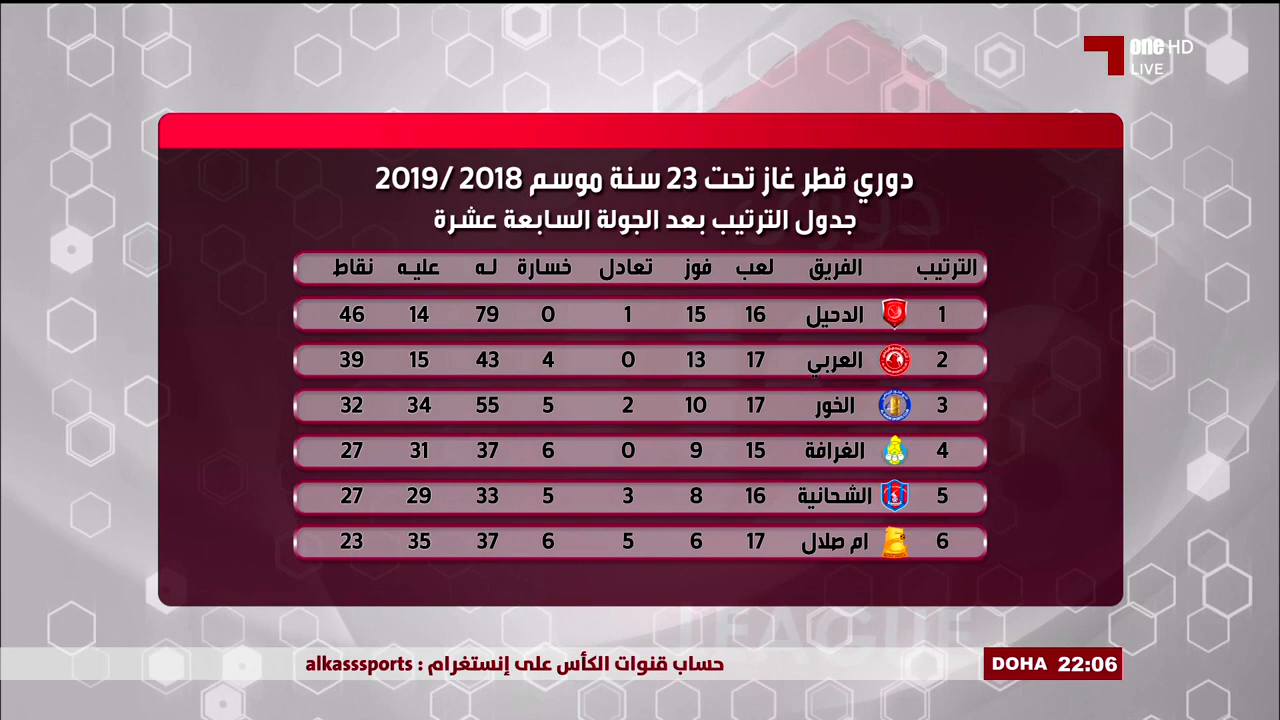 one HD
LIVE
دوري قطر غاز تحت 23 سنة موسم 2018 /2019
جدول الترتيب بعد الجولة السابعة عشرة
الترتيب الفريق لعب فوز تعادل خسارة له عليه نقاط
1 الدحيل 16 15 1 0 79 14 46
2 العربي 17 13 0 4 43 15 39
3 الخور 17 10 2 5 55 34 32
4 الغرافة 15 9 0 6 37 31 27
5 الشحانية 16 8 3 5 33 29 27
6 ام صلال 17 6 5 6 37 35 23
LEAGUE
حساب قنوات الكأس على إنستغرام : alkasssports
DOHA 22:06